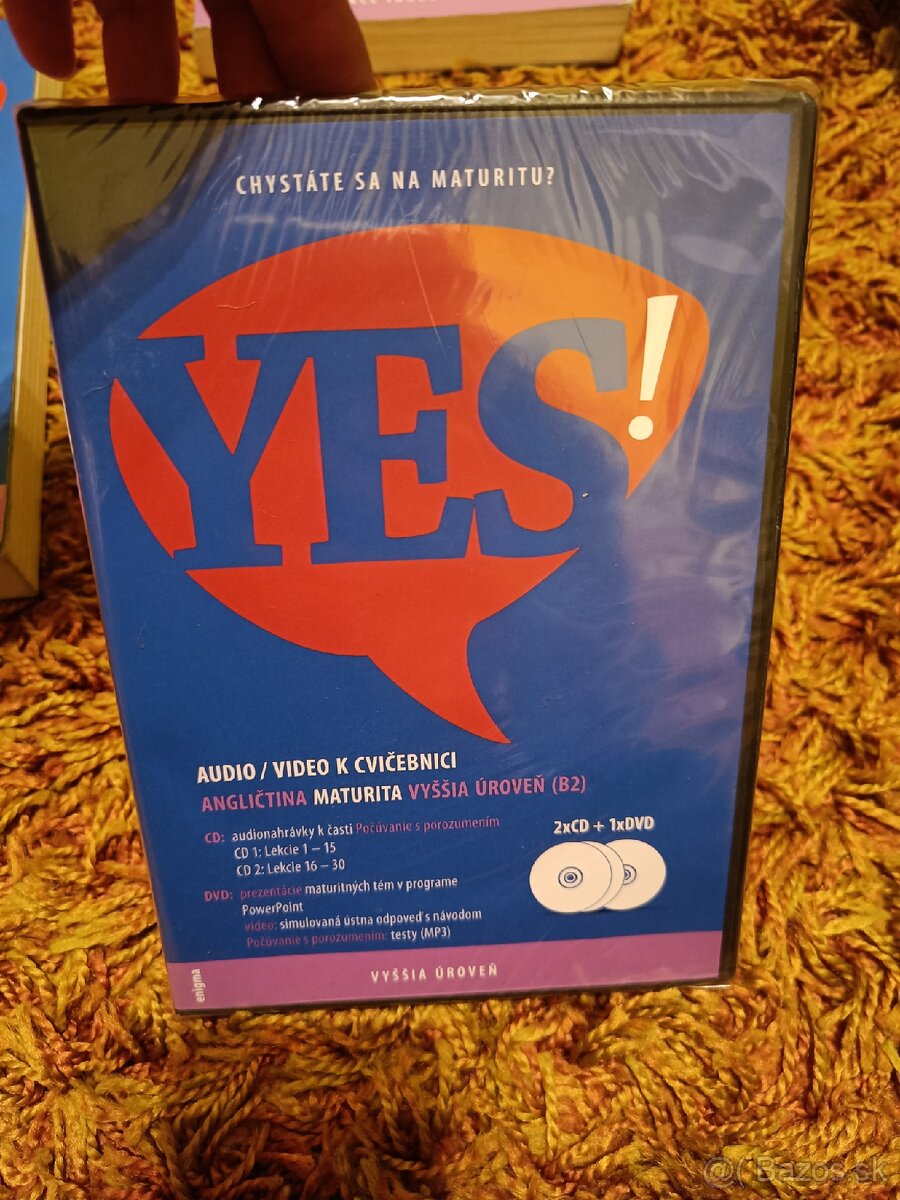 CHYSTÁTE SA NA MATURITU?
YES!
AUDIO / VIDEO K CVIČEBNICI
ANGLIČTINA MATURITA VYŠŠIA ÚROVEŇ (B2)
CD: audionahrávky k časti Počúvanie s porozumením
CD 1: Lekcie 1 – 15
CD 2: Lekcie 16 – 30
DVD: prezentácie maturitných tém v programe
PowerPoint
video: simulovaná ústna odpoveď s návodom
Počúvanie s porozumením: testy (MP3)
2xCD + 1xDVD
enigma
VYŠŠIA ÚROVEŇ
Bazos.sk